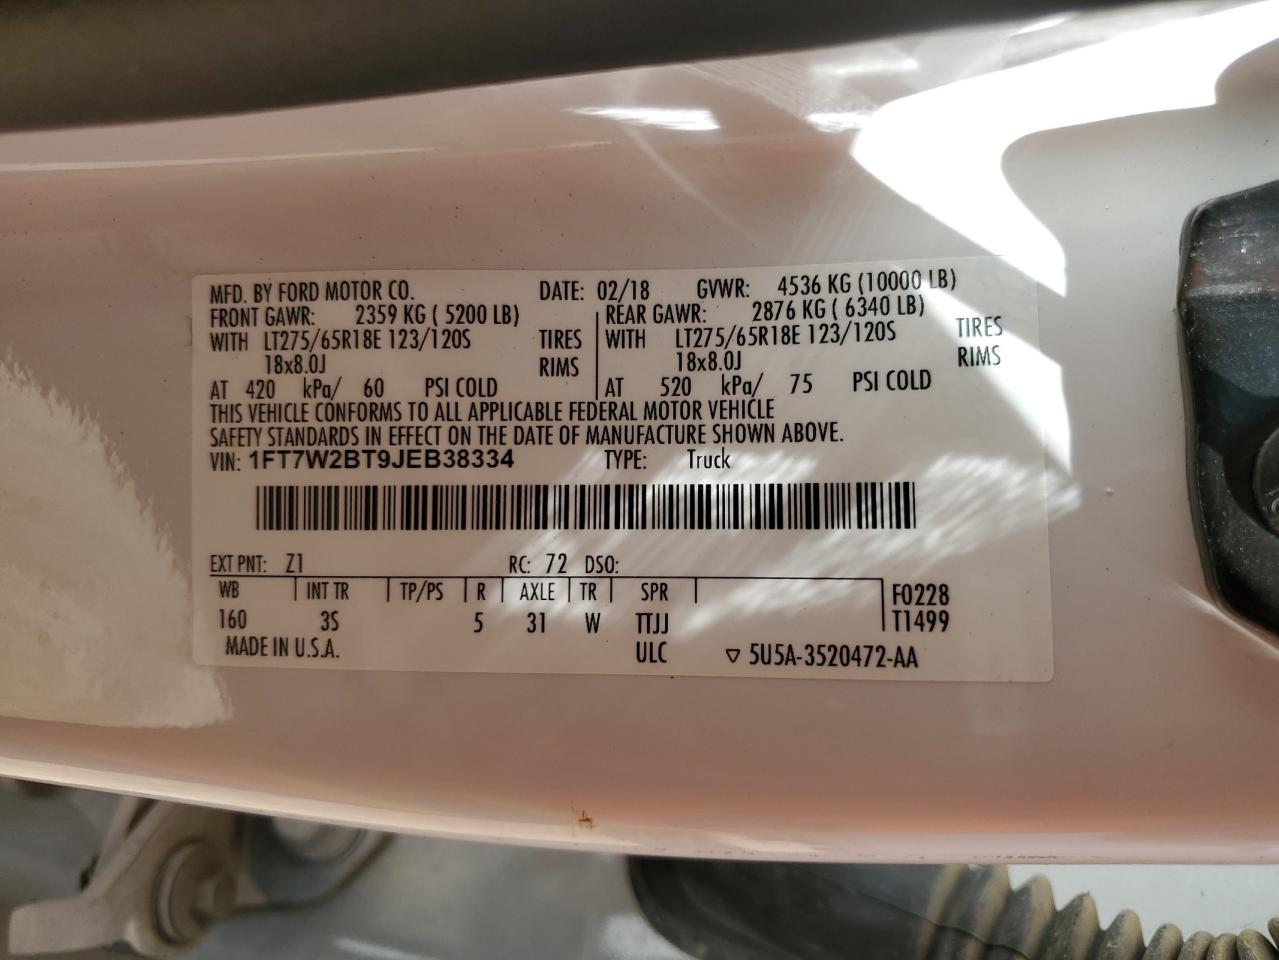 MFD. BY FORD MOTOR CO. DATE: 02/18 GVWR: 4536 KG (10000 LB)
FRONT GAWR: 2359 KG ( 5200 LB) REAR GAWR: 2876 KG ( 6340 LB)
WITH LT275/65R18E 123/120S TIRES WITH LT275/65R18E 123/120S TIRES
18x8.0J RIMS 18x8.0J RIMS
AT 420 kPa/ 60 PSI COLD AT 520 kPa/ 75 PSI COLD
THIS VEHICLE CONFORMS TO ALL APPLICABLE FEDERAL MOTOR VEHICLE
SAFETY STANDARDS IN EFFECT ON THE DATE OF MANUFACTURE SHOWN ABOVE.
VIN: 1FT7W2BT9JEB38334 TYPE: Truck
EXT PNT: Z1 RC: 72 DSO:
WB INT TR TP/PS R AXLE TR SPR F0228
160 3S 5 31 W TTJJ T1499
MADE IN U.S.A. ULC ▽ 5U5A-3520472-AA